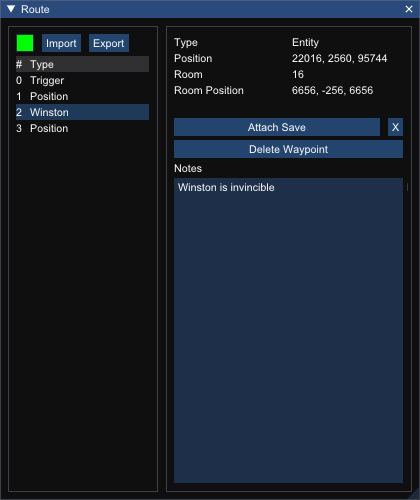 Route
Import Export
# Type
0 Trigger
1 Position
2 Winston
3 Position
Type Entity
Position 22016, 2560, 95744
Room 16
Room Position 6656, -256, 6656
Attach Save X
Delete Waypoint
Notes
Winston is invincible